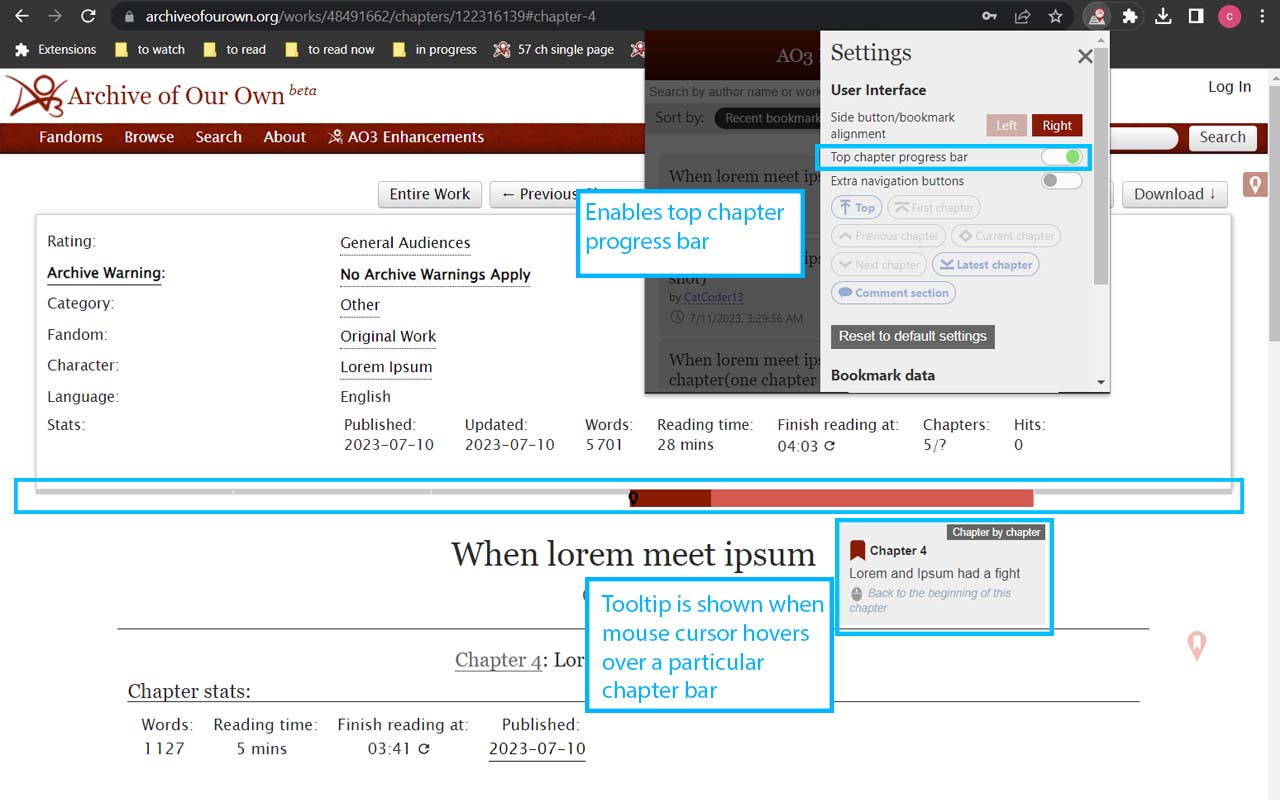 archiveofourown.org/works/48491662/chapters/122316139#chapter-4
C
Extensions to watch to read to read now in progress 57 ch single page
Archive of Our Own beta
Log In
Fandoms Browse Search About AO3 Enhancements
Search
AO3
Search by author name or work
Sort by: Recent bookmark
When lorem meet
shot)
by CatCoder13
7/11/2023, 3:29:36 AM
When lorem meet
chapter(one chapter
Settings
User Interface
Side button/bookmark
alignment
Left Right
Top chapter progress bar
Extra navigation buttons
Top First chapter
Previous chapter Current chapter
Next chapter Latest chapter
Comment section
Reset to default settings
Bookmark data
Entire Work ← Previous
Download ↓
Enables top chapter
progress bar
Rating: General Audiences
Archive Warning: No Archive Warnings Apply
Category: Other
Fandom: Original Work
Character: Lorem Ipsum
Language: English
Stats: Published: Updated: Words: Reading time: Finish reading at: Chapters: Hits:
2023-07-10 2023-07-10 5701 28 mins 04:03 5/? 0
When lorem meet ipsum
Chapter by chapter
Chapter 4
Lorem and Ipsum had a fight
Back to the beginning of this
chapter
Tooltip is shown when
mouse cursor hovers
over a particular
chapter bar
Chapter 4: Lor
Chapter stats:
Words: Reading time: Finish reading at: Published:
1127 5 mins 03:41 2023-07-10